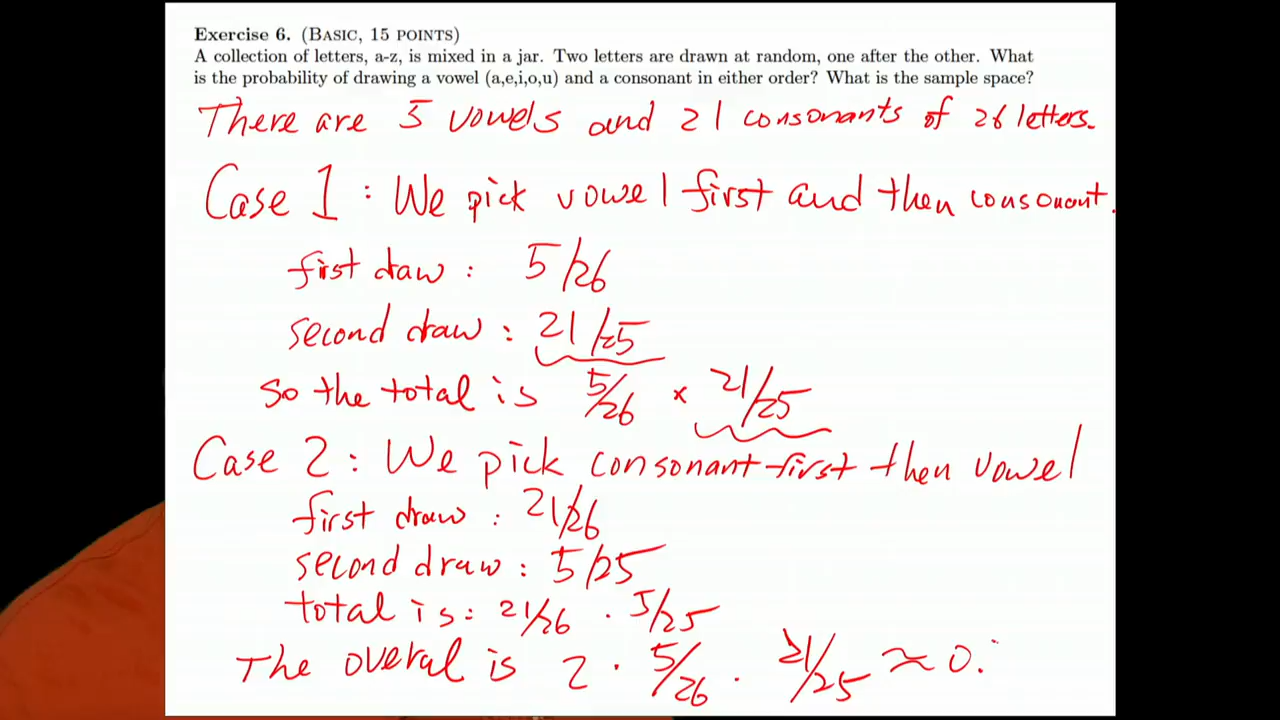 Exercise 6. (BASIC, 15 POINTS)
A collection of letters, a-z, is mixed in a jar. Two letters are drawn at random, one after the other. What
is the probability of drawing a vowel (a,e,i,o,u) and a consonant in either order? What is the sample space?
There are 5 vowels and 21 consonants of 26 letters.
Case 1 : We pick vowel first and then consonant.
first daw : 5/26
second draw : 21/25
so the total is 5/26 × 21/25
Case 2 : We pick consonant first then vowel
first draw : 21/26
second draw : 5/25
total is : 21/26 · 5/25
The overal is 2 · 5/26 · 21/25 ≈ 0.